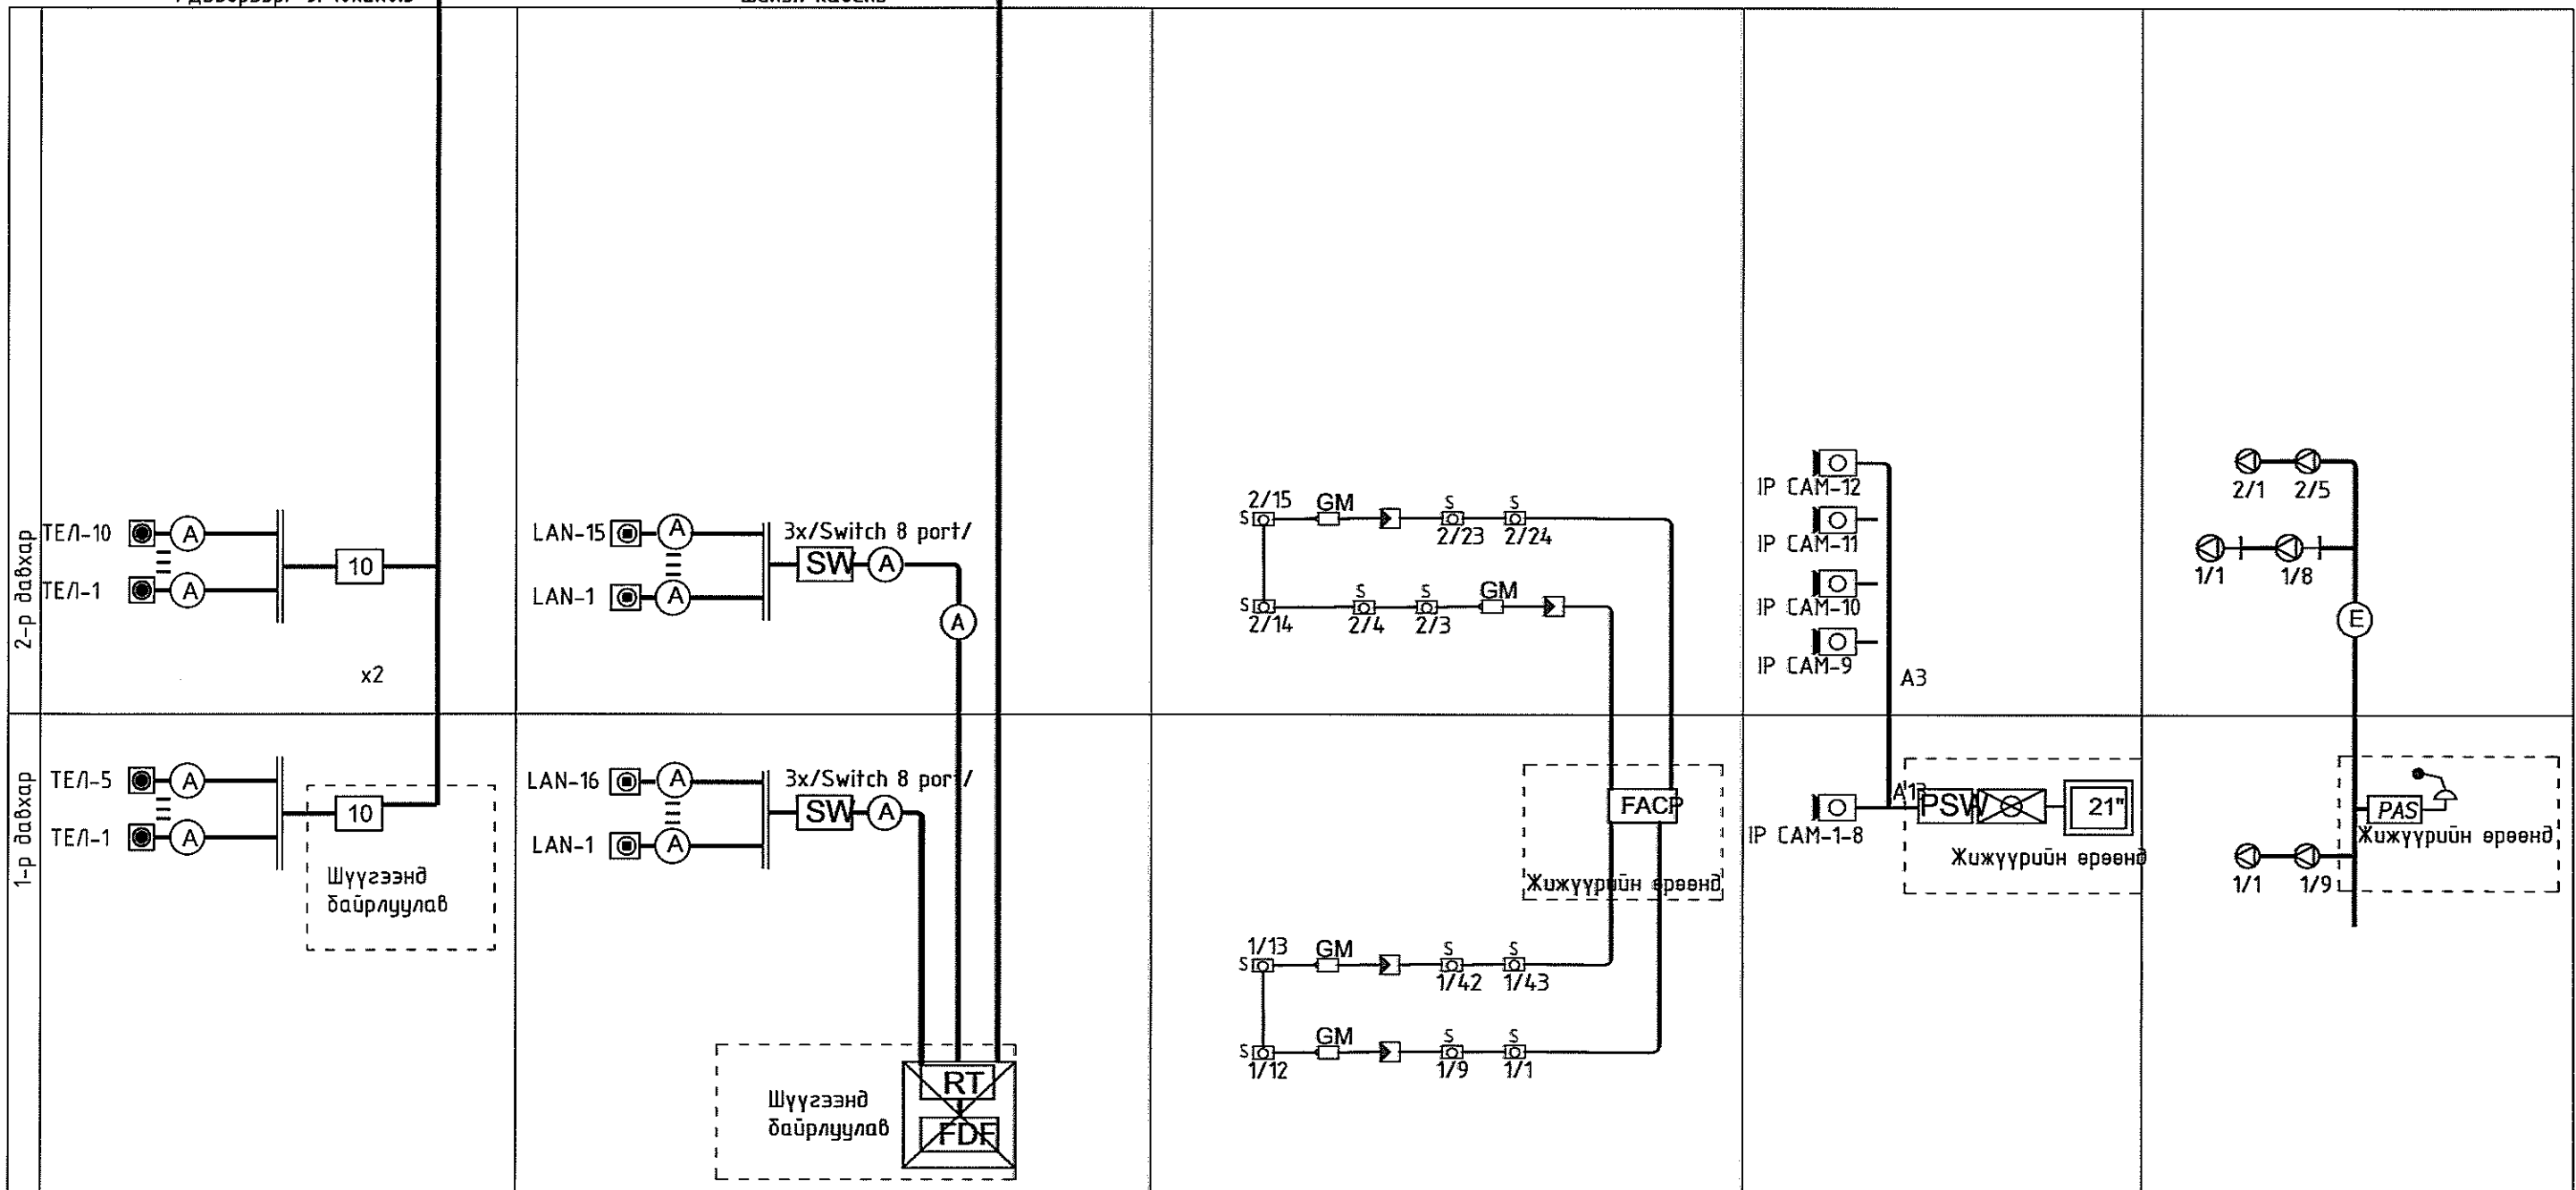 шилэн кабель
2-р давхар
ТЕЛ-10
A
ТЕЛ-1
A
10
x2
LAN-15
A
3x/Switch 8 port/
SW
A
LAN-1
A
A
2/15
GM
S
S
S
2/23
2/24
S
S
S
GM
2/14
2/4
2/3
IP CAM-12
IP CAM-11
IP CAM-10
IP CAM-9
A3
2/1
2/5
1/1
1/8
E
1-р давхар
ТЕЛ-5
A
ТЕЛ-1
A
10
Шүүгээнд
байрлуулав
LAN-16
A
3x/Switch 8 port/
SW
A
LAN-1
A
Шүүгээнд
байрлуулав
RT
FDF
FACP
Жижүүрийн өрөөнд
1/13
GM
S
S
S
1/42
1/43
GM
S
S
S
1/12
1/9
1/1
IP CAM-1-8
A13
PSW
21"
Жижүүрийн өрөөнд
PAS
Жижүүрийн өрөөнд
1/1
1/9